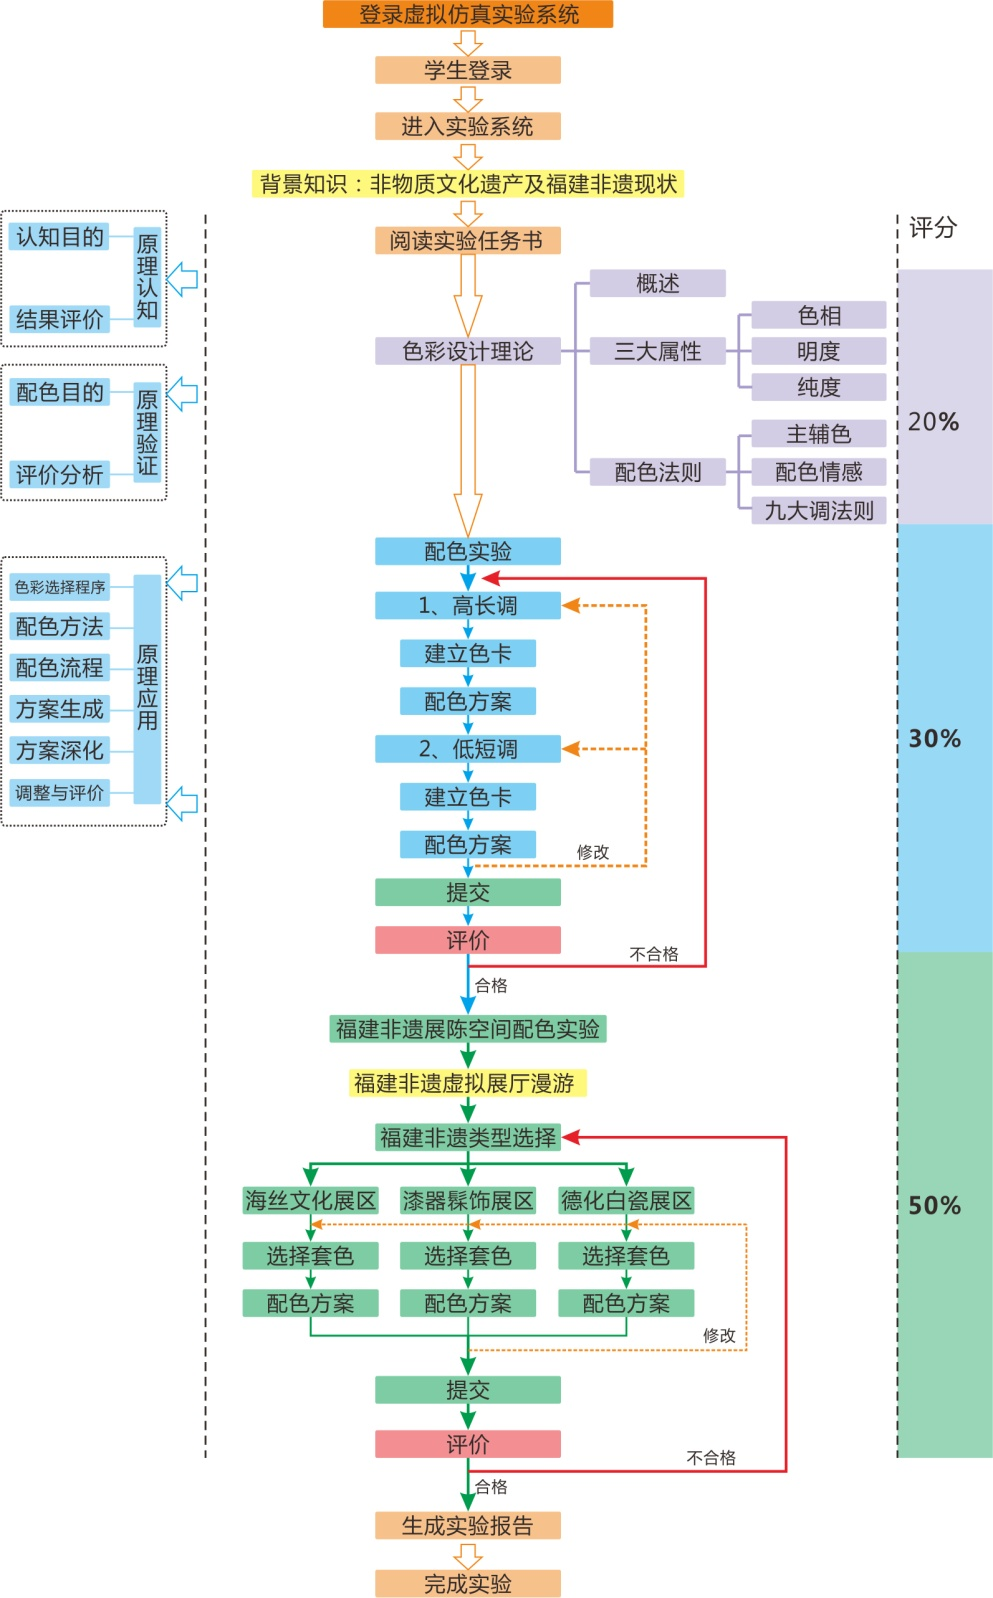 登录虚拟仿真实验系统
学生登录
进入实验系统
背景知识：非物质文化遗产及福建非遗现状
阅读实验任务书
认知目的
结果评价
原理认知
配色目的
评价分析
原理验证
色彩选择程序
配色方法
配色流程
方案生成
方案深化
调整与评价
原理应用
色彩设计理论
概述
三大属性
色相
明度
纯度
配色法则
主辅色
配色情感
九大调法则
配色实验
1、高长调
建立色卡
配色方案
2、低短调
建立色卡
配色方案
修改
提交
评价
不合格
合格
福建非遗展陈空间配色实验
福建非遗虚拟展厅漫游
福建非遗类型选择
海丝文化展区
漆器髹饰展区
德化白瓷展区
选择套色
选择套色
选择套色
配色方案
配色方案
配色方案
修改
提交
评价
不合格
合格
生成实验报告
完成实验
评分
20%
30%
50%